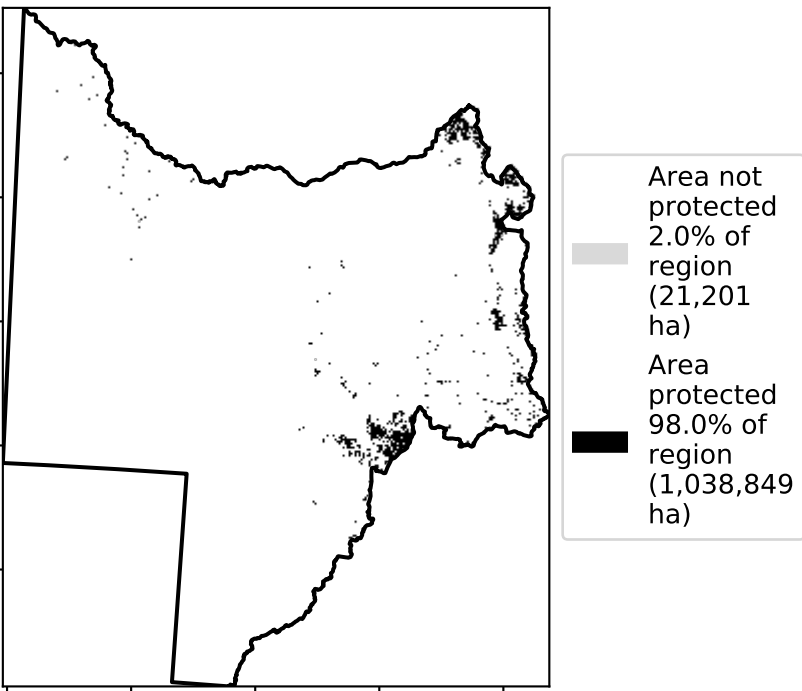 Area not
protected
2.0% of
region
(21,201
ha)
Area
protected
98.0% of
region
(1,038,849
ha)